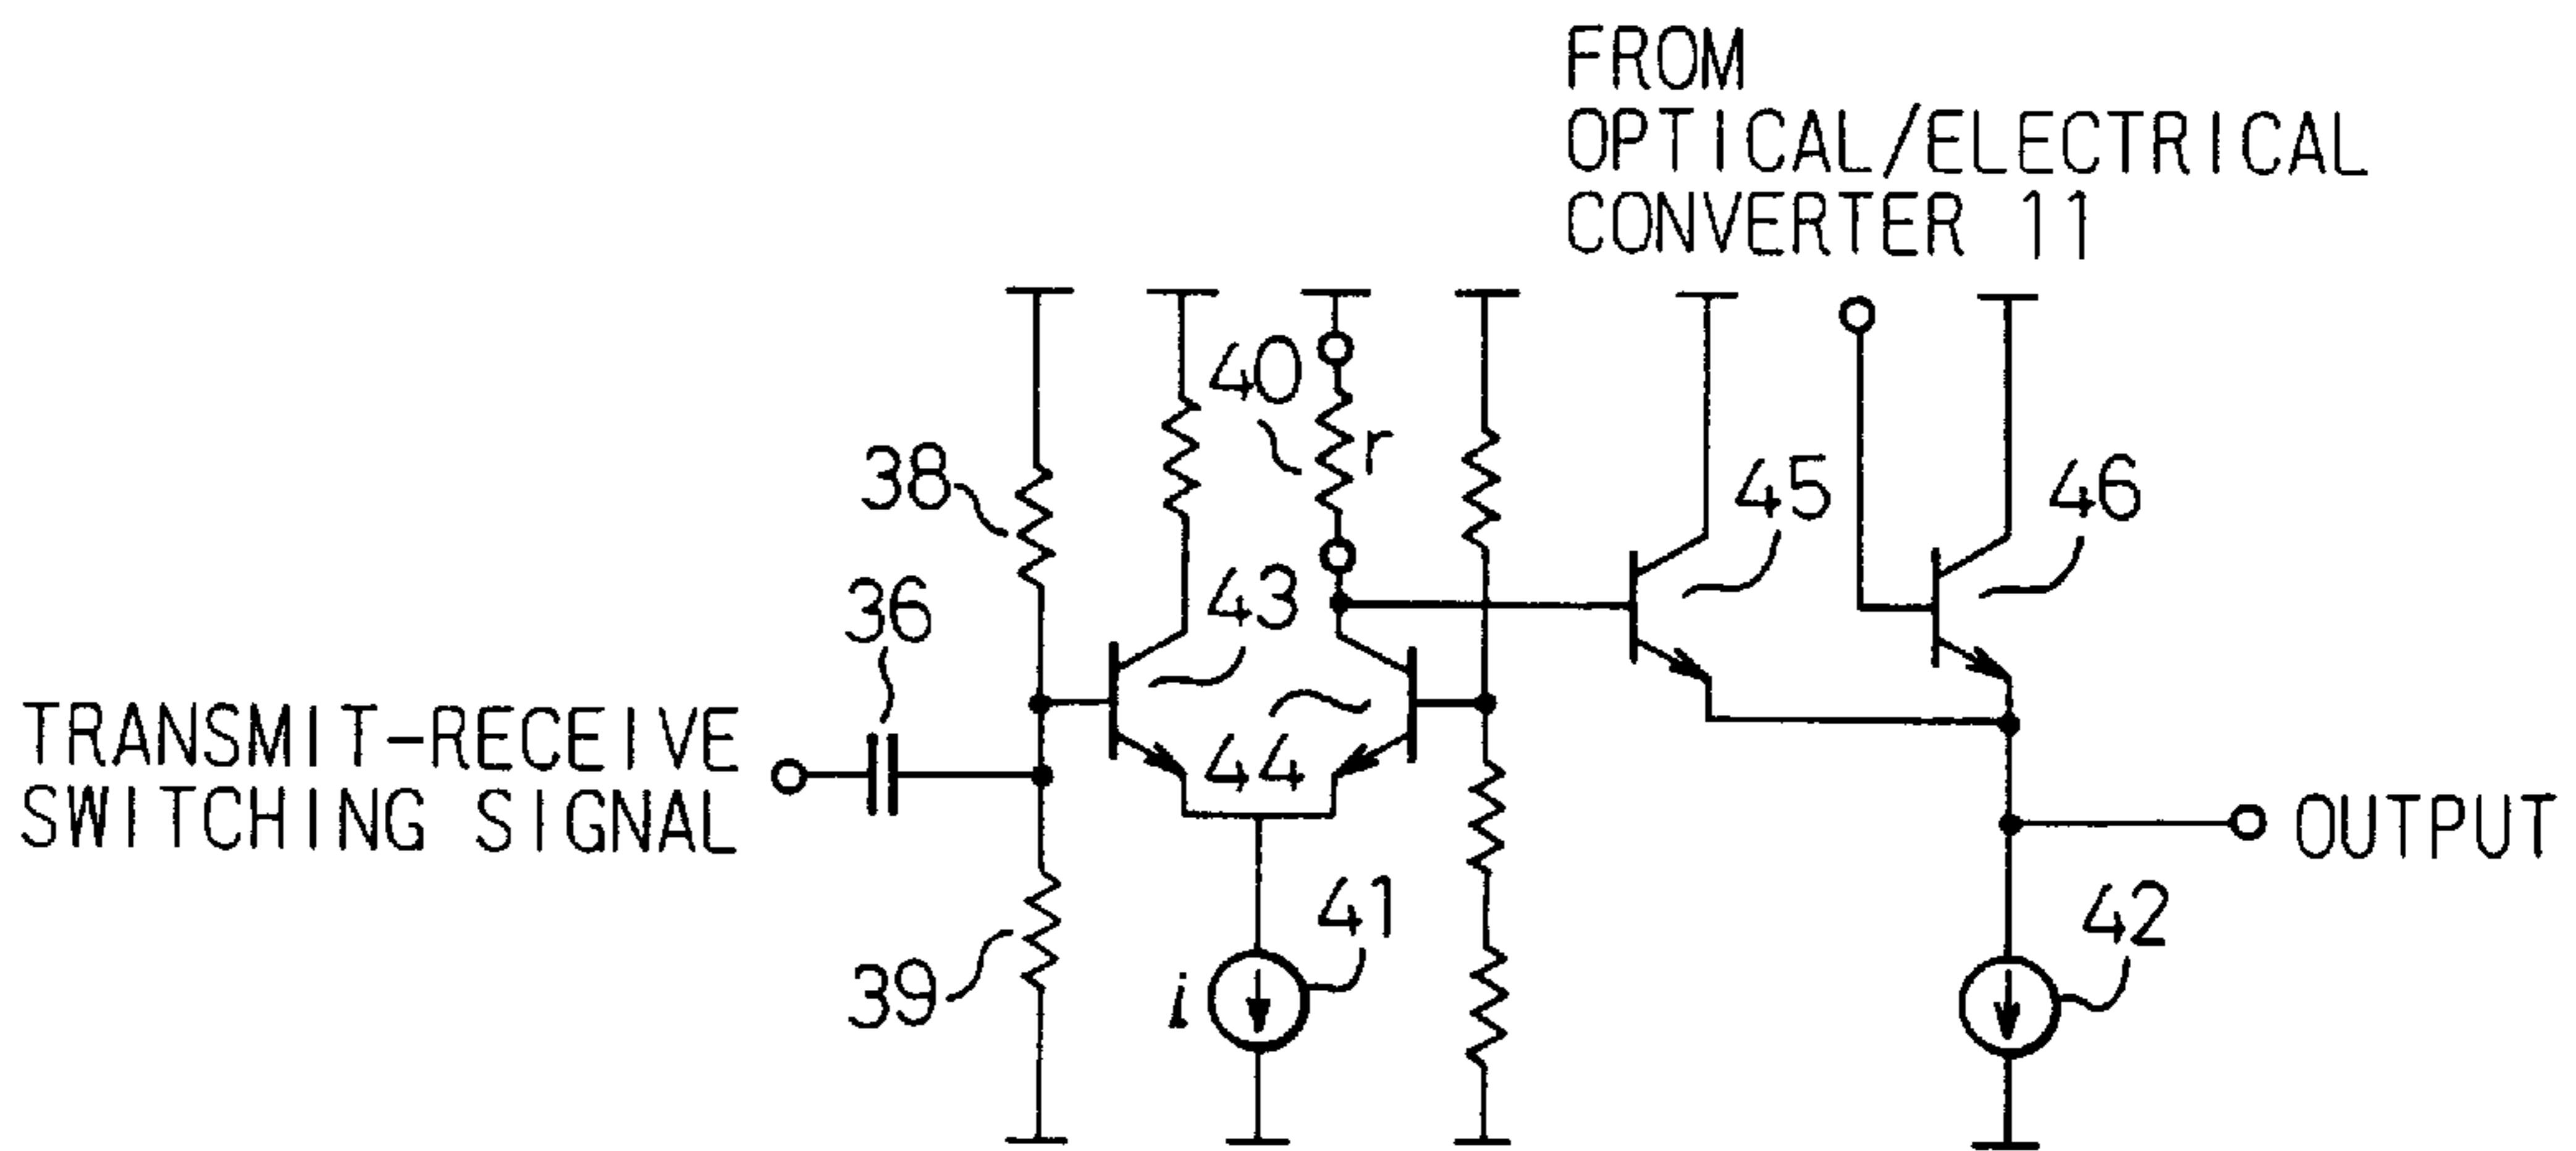 FROM
OPTICAL/ELECTRICAL
CONVERTER 11
40
r
38
45
46
36
43
TRANSMIT-RECEIVE
SWITCHING SIGNAL
44
OUTPUT
41
42
39
i